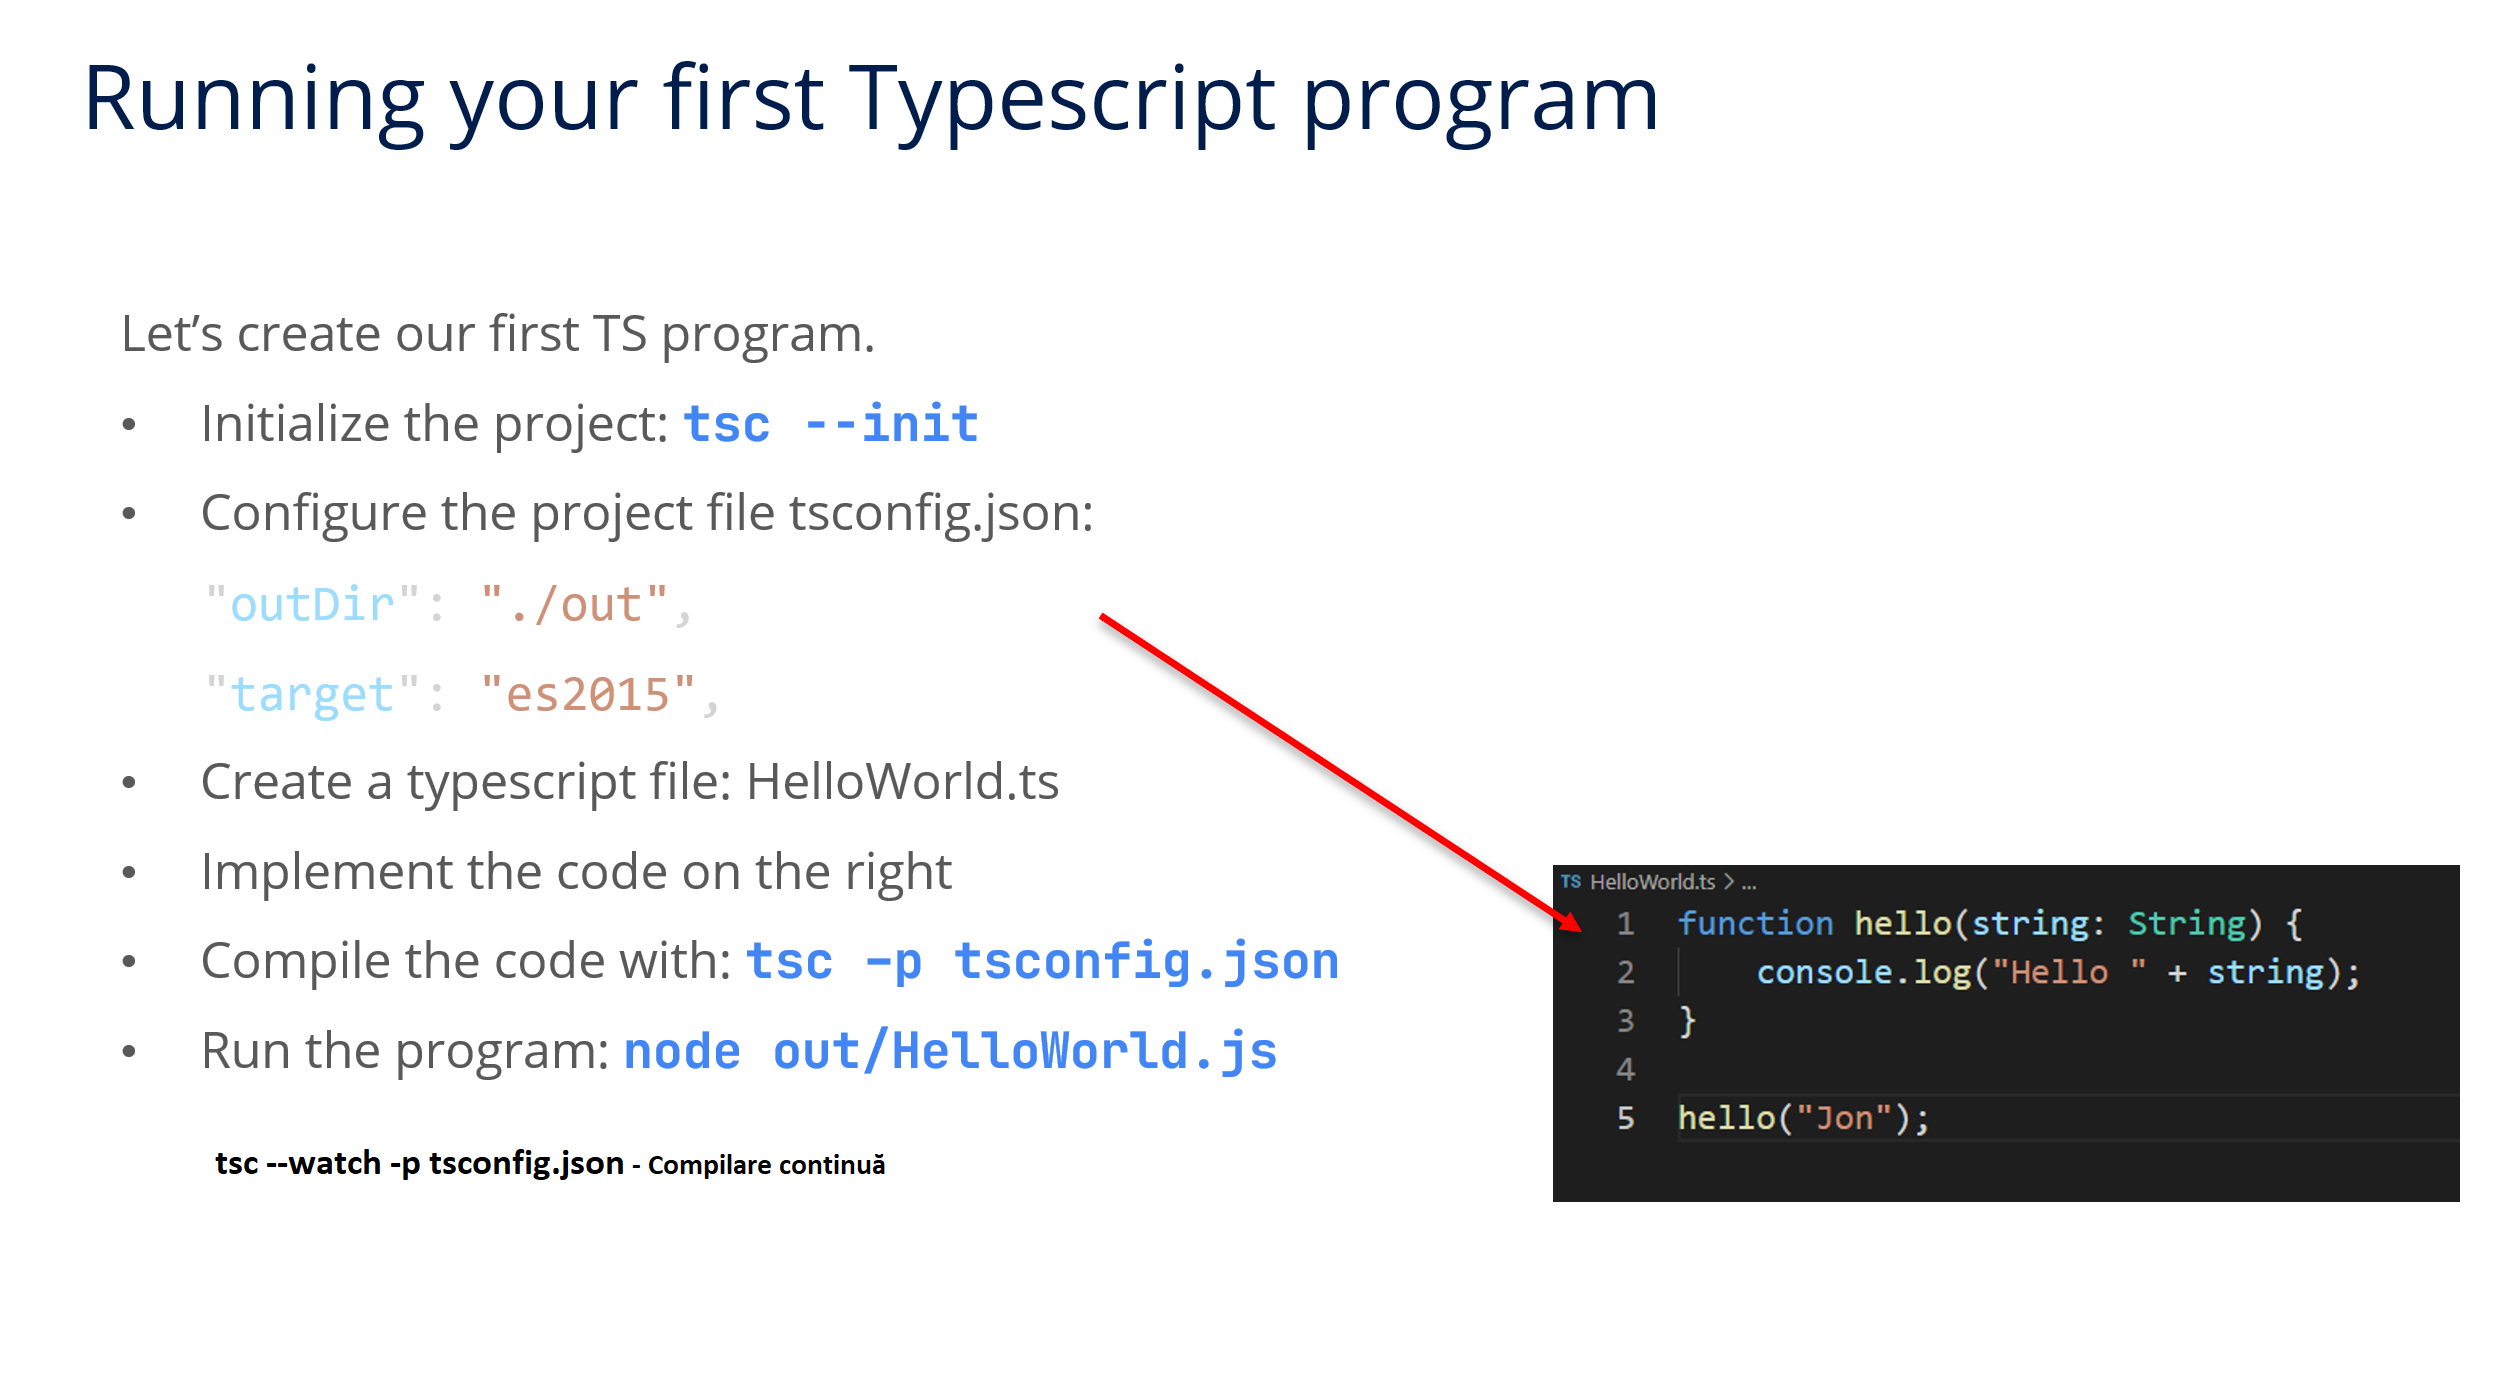 Running your first Typescript program
Let’s create our first TS program.
• Initialize the project: tsc --init
• Configure the project file tsconfig.json:
"outDir": "./out",
"target": "es2015",
• Create a typescript file: HelloWorld.ts
• Implement the code on the right
• Compile the code with: tsc –p tsconfig.json
• Run the program: node out/HelloWorld.js
tsc --watch -p tsconfig.json - Compilare continuă
TS HelloWorld.ts > ...
1 function hello(string: String) {
2 console.log("Hello " + string);
3 }
4
5 hello("Jon");